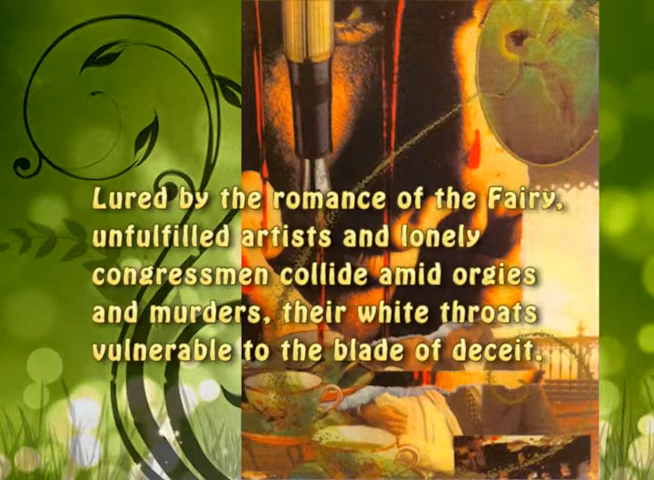 Lured by the romance of the Fairy,
unfulfilled artists and lonely
congressmen collide amid orgies
and murders, their white throats
vulnerable to the blade of deceit.